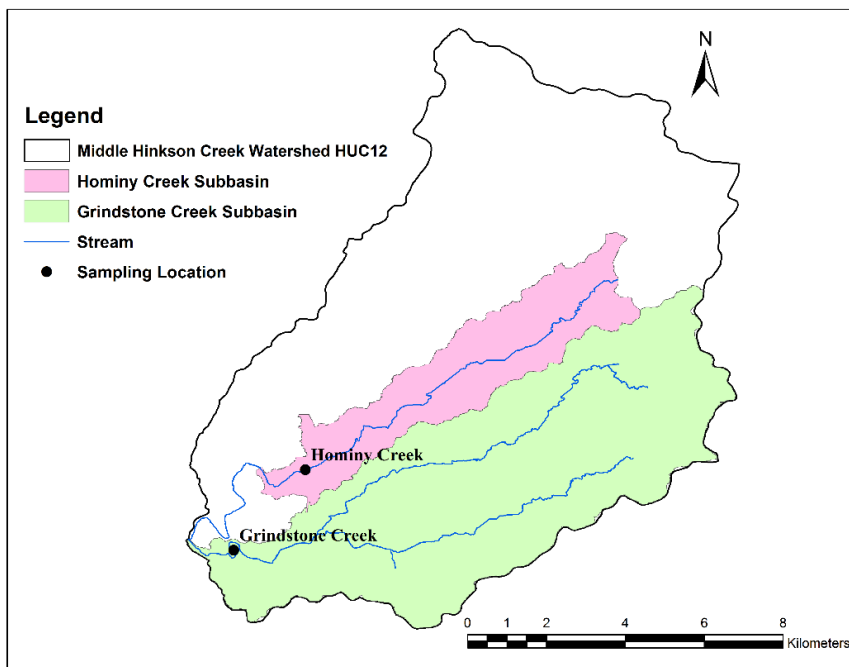 N
Legend
Middle Hinkson Creek Watershed HUC12
Hominy Creek Subbasin
Grindstone Creek Subbasin
Stream
Sampling Location
Hominy Creek
Grindstone Creek
0 1 2 4 6 8
Kilometers